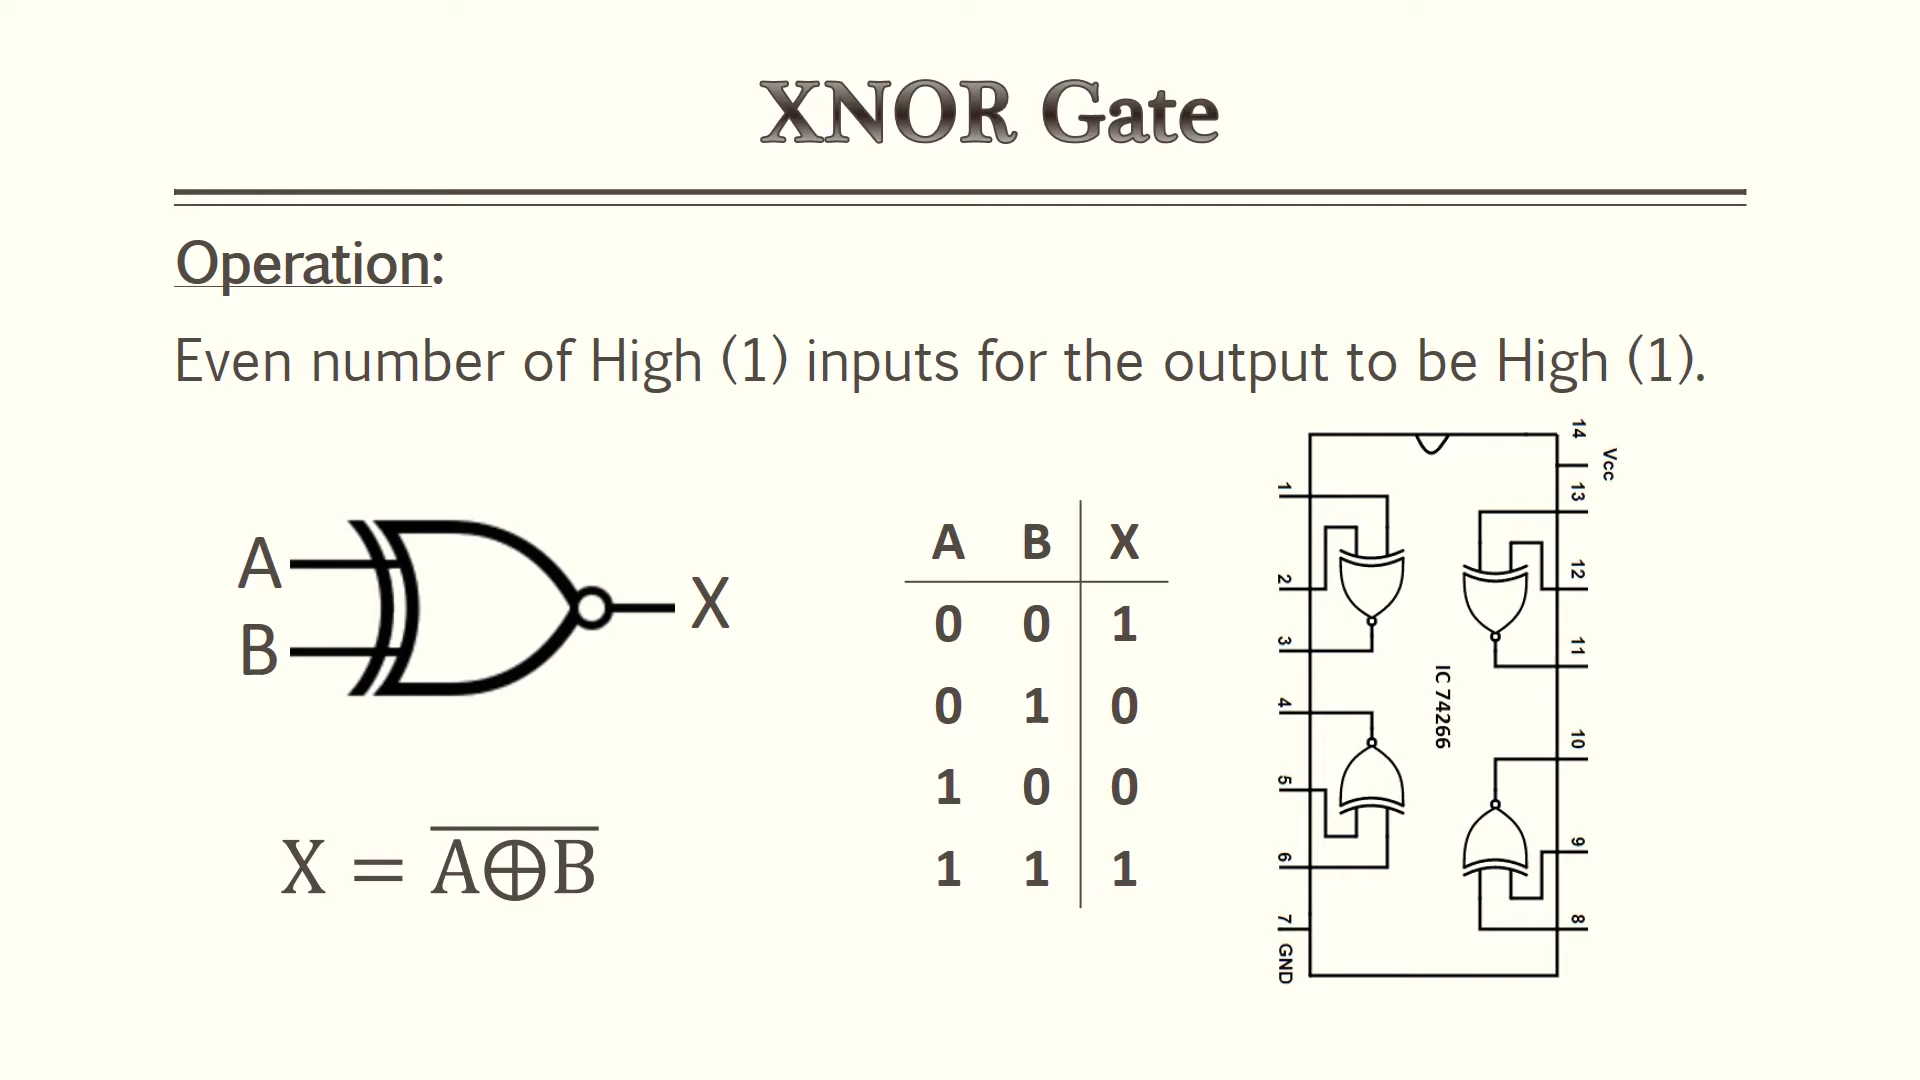 XNOR Gate
Operation:
Even number of High (1) inputs for the output to be High (1).
A
B
X
X = \overline{A⊕B}
A B X
0 0 1
0 1 0
1 0 0
1 1 1
1
2
3
4
5
6
7
GND
IC 74266
14
Vcc
13
12
11
10
9
8